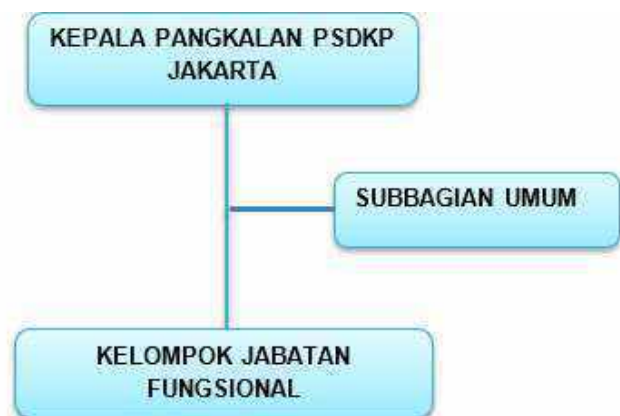 KEPALA PANGKALAN PSDKP
JAKARTA
SUBBAGIAN UMUM
KELOMPOK JABATAN
FUNGSIONAL